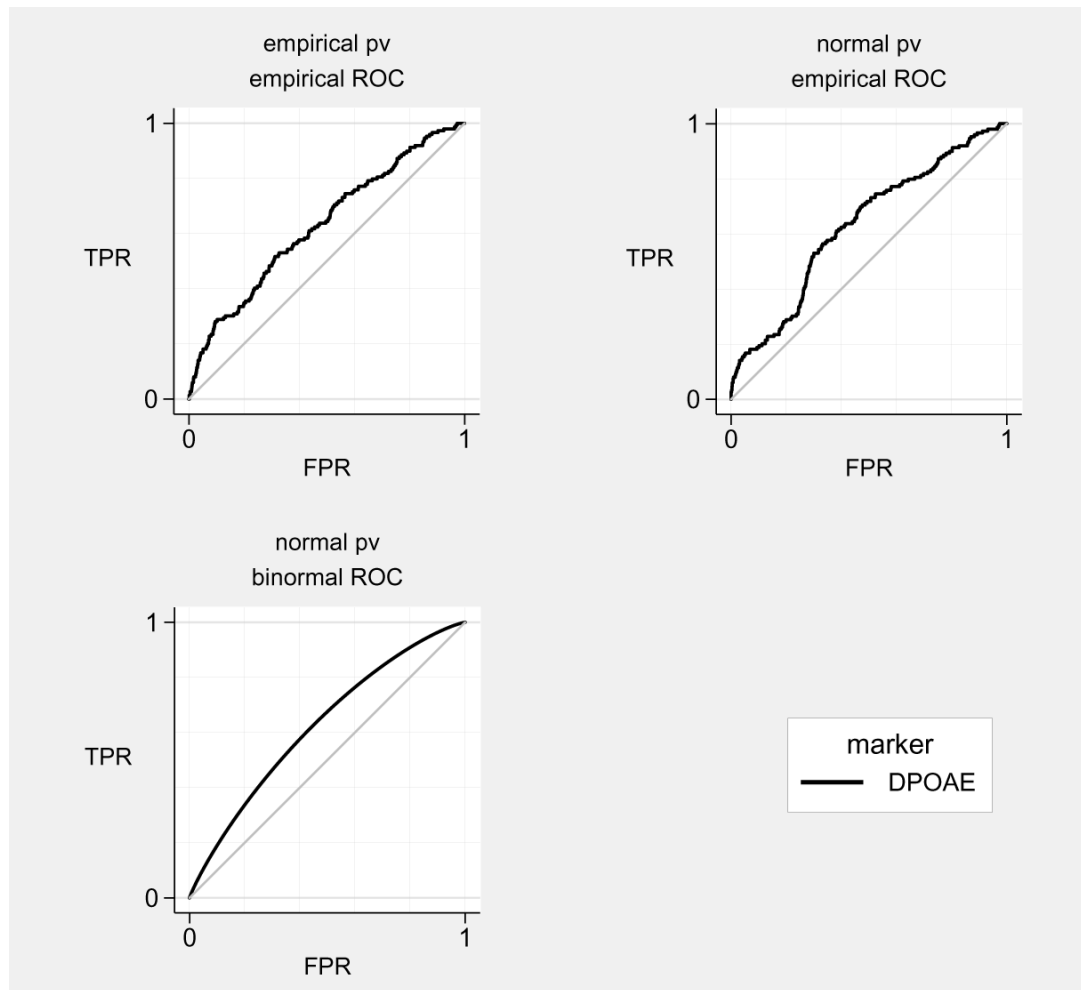 empirical pv
empirical ROC
1
TPR
0
0
1
FPR
normal pv
empirical ROC
1
TPR
0
0
1
FPR
normal pv
binormal ROC
1
TPR
0
0
1
FPR
marker
DPOAE